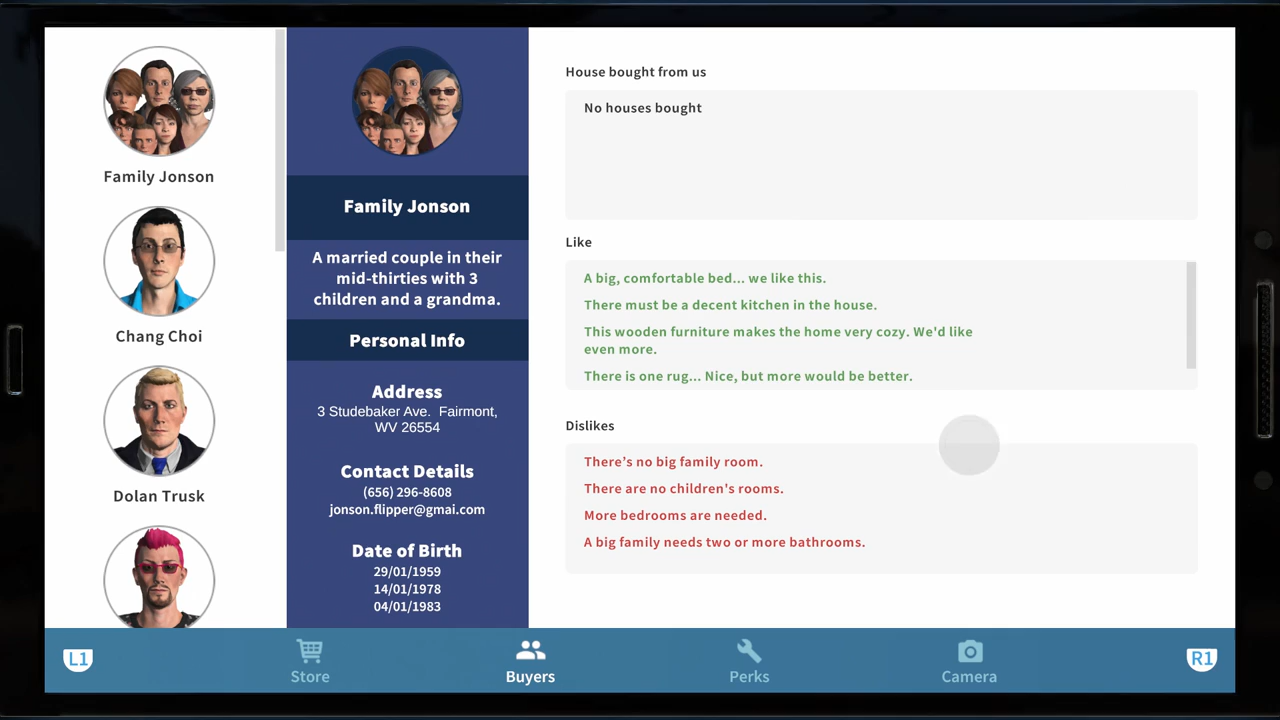 Family Jonson
Chang Choi
Dolan Trusk
Family Jonson
A married couple in their
mid-thirties with 3
children and a grandma.
Personal Info
Address
3 Studebaker Ave.  Fairmont,
WV 26554
Contact Details
(656) 296-8608
jonson.flipper@gmai.com
Date of Birth
29/01/1959
14/01/1978
04/01/1983
House bought from us
No houses bought
Like
A big, comfortable bed... we like this.
There must be a decent kitchen in the house.
This wooden furniture makes the home very cozy. We'd like
even more.
There is one rug... Nice, but more would be better.
Dislikes
There's no big family room.
There are no children's rooms.
More bedrooms are needed.
A big family needs two or more bathrooms.
L1
Store
Buyers
Perks
Camera
R1